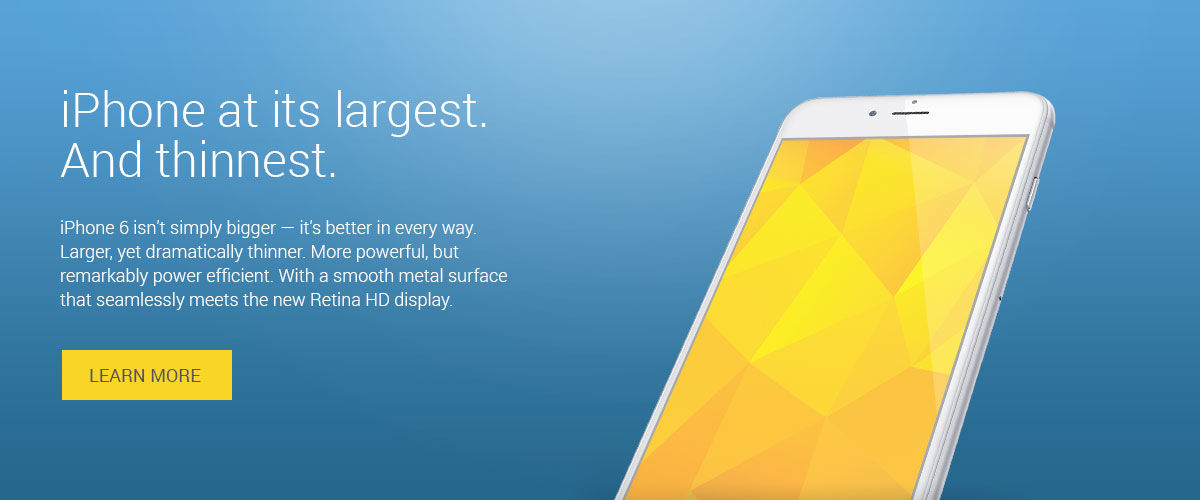 iPhone at its largest.
And thinnest.
iPhone 6 isn't simply bigger — it's better in every way.
Larger, yet dramatically thinner. More powerful, but
remarkably power efficient. With a smooth metal surface
that seamlessly meets the new Retina HD display.
LEARN MORE